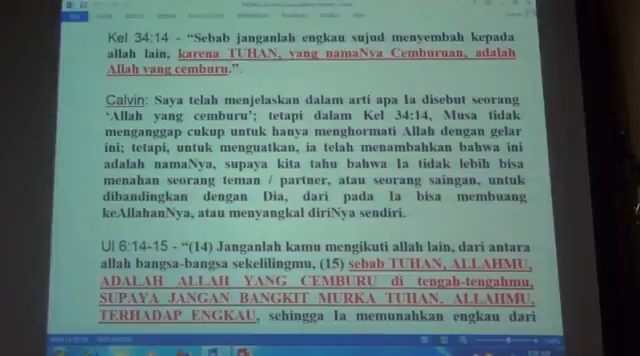 Kel 34:14 - “Sebab janganlah engkau sujud menyembah kepada
allah lain, karena TUHAN, yang namaNya Cemburuan, adalah
Allah yang cemburu.”.
Calvin: Saya telah menjelaskan dalam arti apa Ia disebut seorang
‘Allah yang cemburu’; tetapi dalam Kel 34:14, Musa tidak
menganggap cukup untuk hanya menghormati Allah dengan gelar
ini; tetapi, untuk menguatkan, ia telah menambahkan bahwa ini
adalah namaNya, supaya kita tahu bahwa Ia tidak lebih bisa
menahan seorang teman / partner, atau seorang saingan, untuk
dibandingkan dengan Dia, dari pada Ia bisa membuang
keAllahanNya, atau menyangkal diriNya sendiri.
Ul 6:14-15 - “(14) Janganlah kamu mengikuti allah lain, dari antara
allah bangsa-bangsa sekelilingmu, (15) sebab TUHAN, ALLAHMU,
ADALAH ALLAH YANG CEMBURU di tengah-tengahmu,
SUPAYA JANGAN BANGKIT MURKA TUHAN, ALLAHMU,
TERHADAP ENGKAU, sehingga Ia memunahkan engkau dari